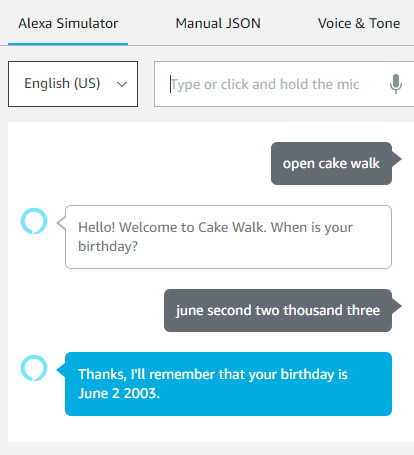 Alexa Simulator Manual JSON Voice & Tone
English (US) Type or click and hold the mic
open cake walk
Hello! Welcome to Cake Walk. When is your
birthday?
june second two thousand three
Thanks, I'll remember that your birthday is
June 2 2003.